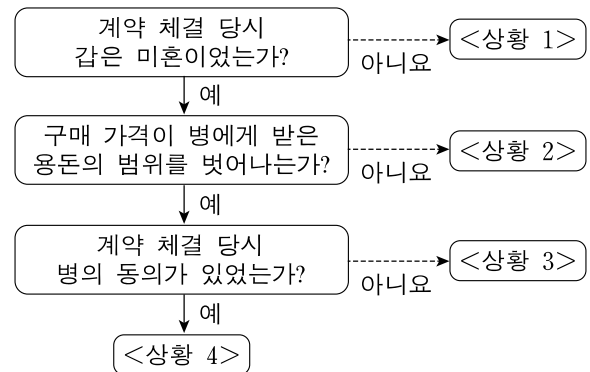 계약 체결 당시
갑은 미혼이었는가?
아니요
<상황 1>
예
구매 가격이 병에게 받은
용돈의 범위를 벗어나는가?
아니요
<상황 2>
예
계약 체결 당시
병의 동의가 있었는가?
아니요
<상황 3>
예
<상황 4>